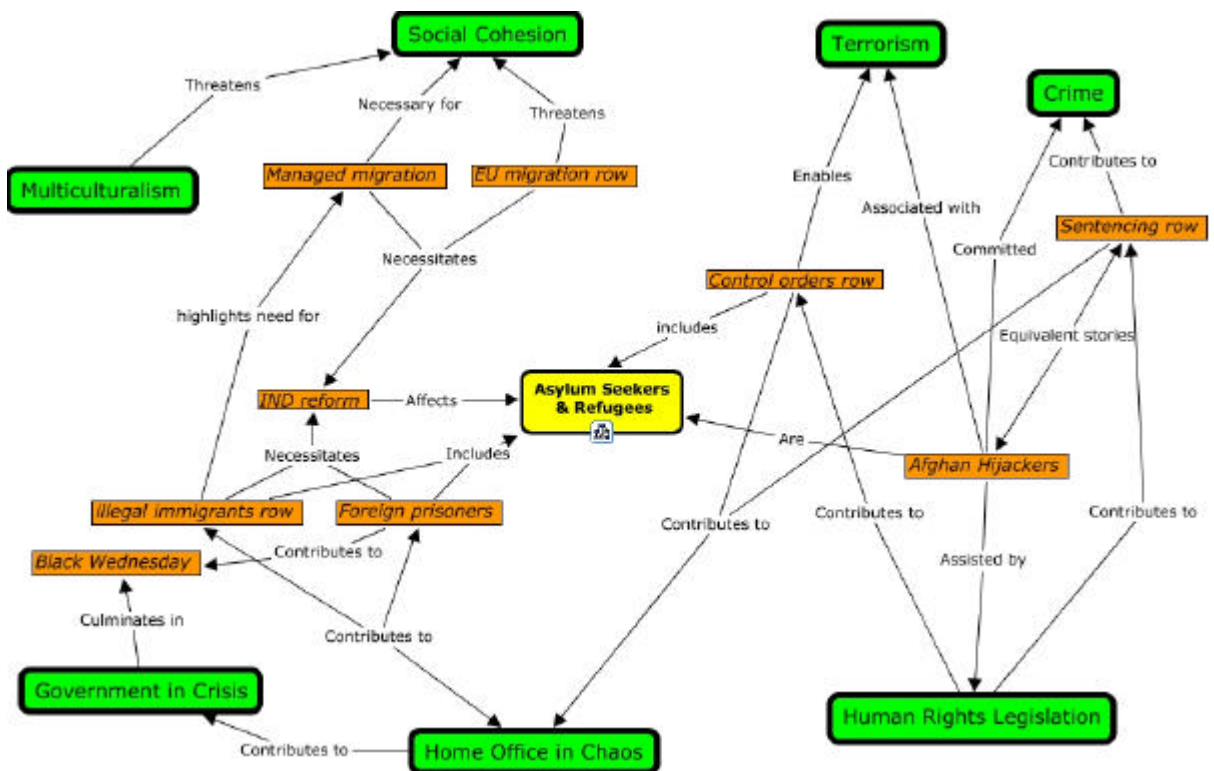 Social Cohesion
Terrorism
Crime
Threatens
Necessary for
Threatens
Contributes to
Enables
Managed migration
EU migration row
Multiculturalism
Associated with
Sentencing row
Committed
Necessitates
Control orders row
highlights need for
includes
Equivalent stories
IND reform
Affects
Asylum Seekers
& Refugees
Are
Necessitates
Includes
Afghan Hijackers
illegal immigrants row
Foreign prisoners
Contributes to
Contributes to
Contributes to
Black Wednesday
Contributes to
Assisted by
Culminates in
Contributes to
Government in Crisis
Human Rights Legislation
Contributes to
Home Office in Chaos